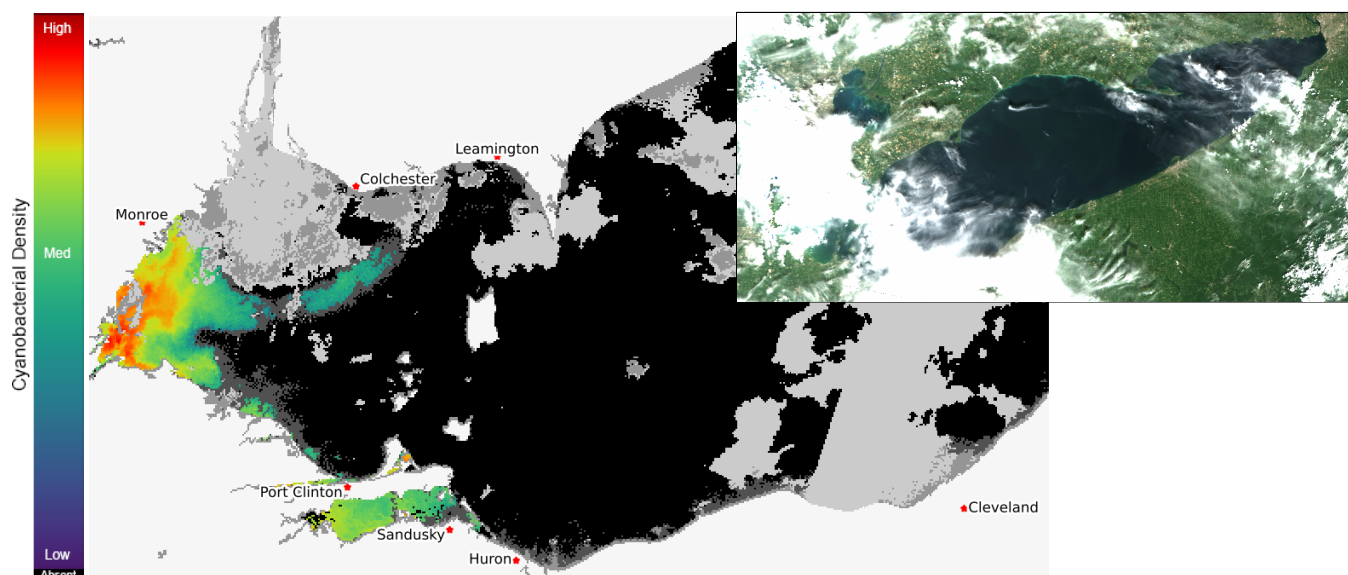 High
Cyanobacterial Density
Med
Low
Absent
Leamington
Colchester
Monroe
Port Clinton
Sandusky
Huron
Cleveland